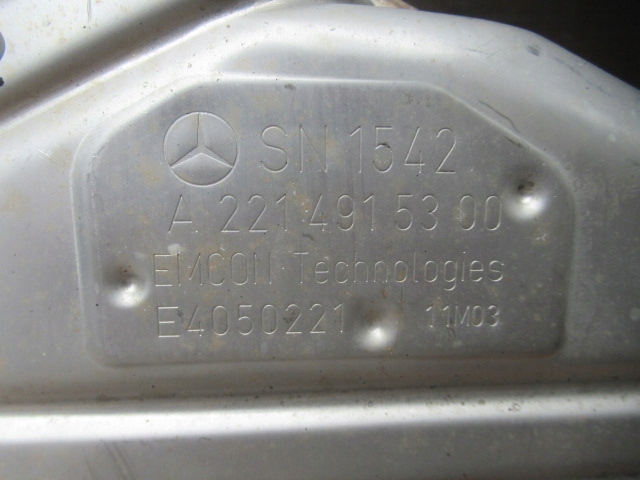 SN 1542
A 221 491 53 00
EMCON Technologies
E4050221 11M03